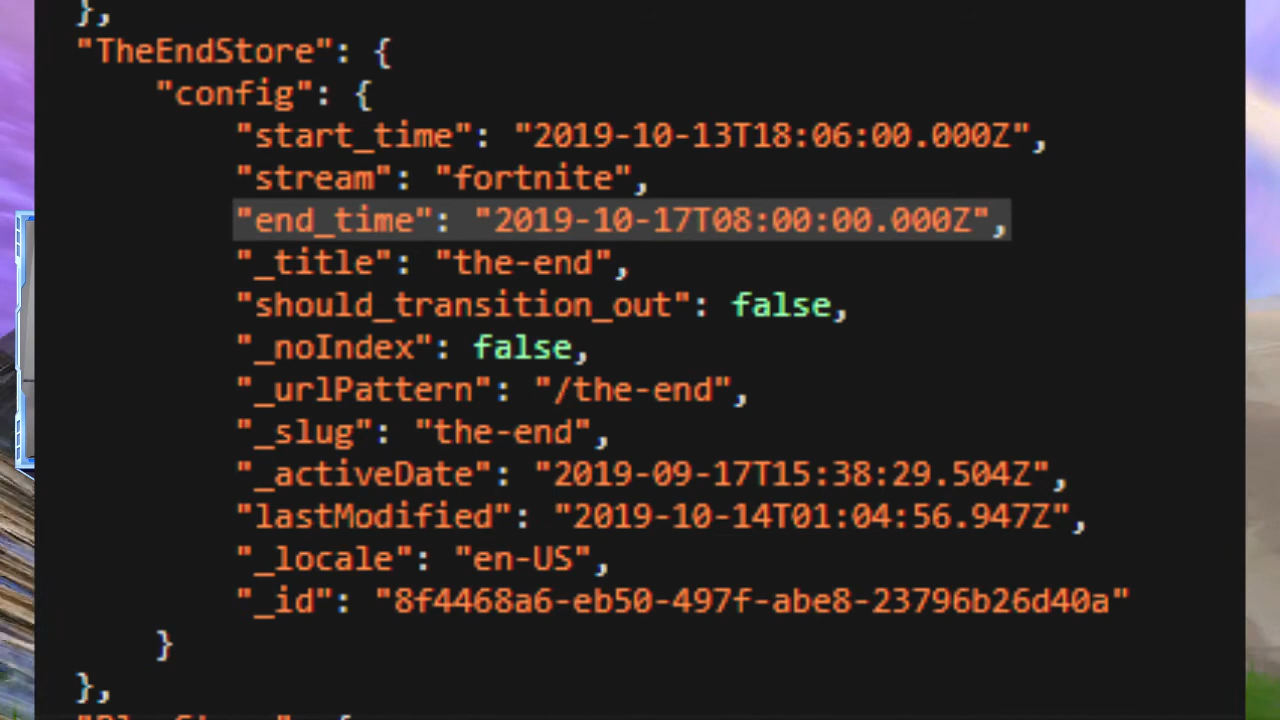 },
"TheEndStore": {
"config": {
"start_time": "2019-10-13T18:06:00.000Z",
"stream": "fortnite",
"end_time": "2019-10-17T08:00:00.000Z",
"_title": "the-end",
"should_transition_out": false,
"_noIndex": false,
"_urlPattern": "/the-end",
"_slug": "the-end",
"_activeDate": "2019-09-17T15:38:29.504Z",
"lastModified": "2019-10-14T01:04:56.947Z",
"_locale": "en-US",
"_id": "8f4468a6-eb50-497f-abe8-23796b26d40a"
}
},